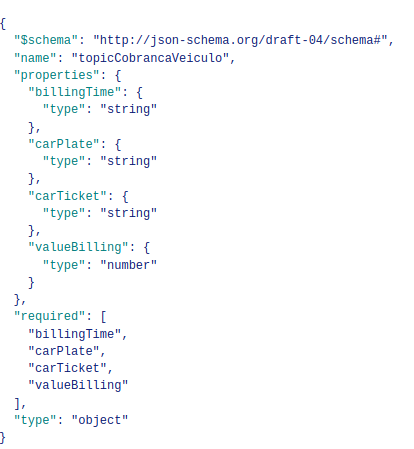 {
  "$schema": "http://json-schema.org/draft-04/schema#",
  "name": "topicCobrancaVeiculo",
  "properties": {
    "billingTime": {
      "type": "string"
    },
    "carPlate": {
      "type": "string"
    },
    "carTicket": {
      "type": "string"
    },
    "valueBilling": {
      "type": "number"
    }
  },
  "required": [
    "billingTime",
    "carPlate",
    "carTicket",
    "valueBilling"
  ],
  "type": "object"
}